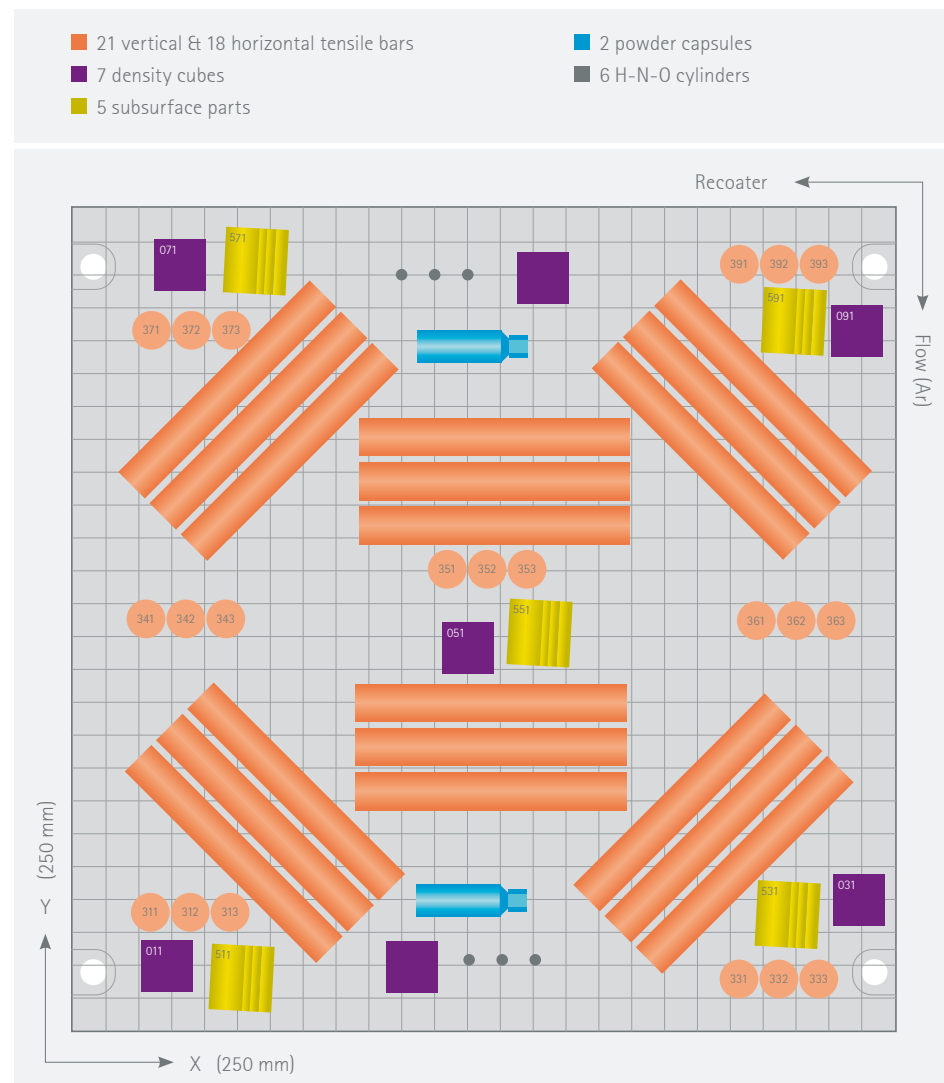 21 vertical & 18 horizontal tensile bars
2 powder capsules
7 density cubes
6 H-N-O cylinders
5 subsurface parts
Recoater
Flow (Ar)
071
571
391 392 393
591
091
371 372 373
351 352 353
341 342 343
551
051
361 362 363
Y (250 mm)
311 312 313
531
031
011
511
331 332 333
X (250 mm)